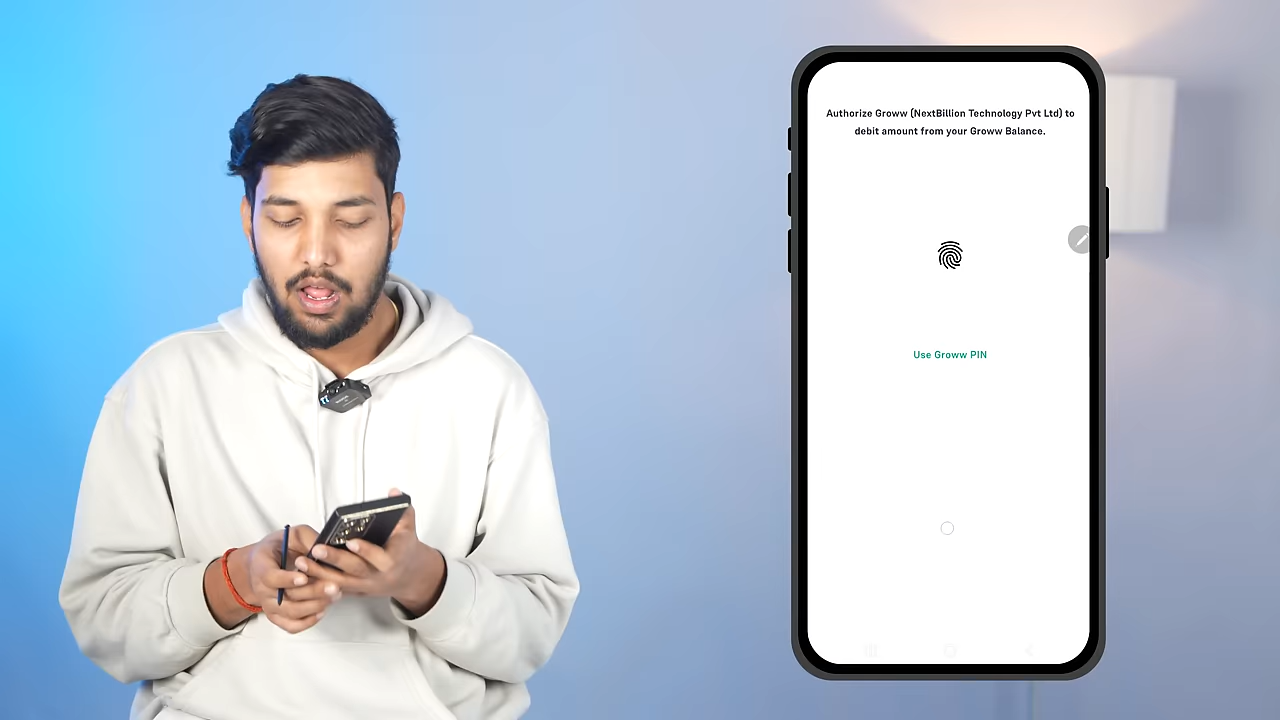 Authorize Groww (NextBillion Technology Pvt Ltd) to
debit amount from your Groww Balance.
Use Groww PIN